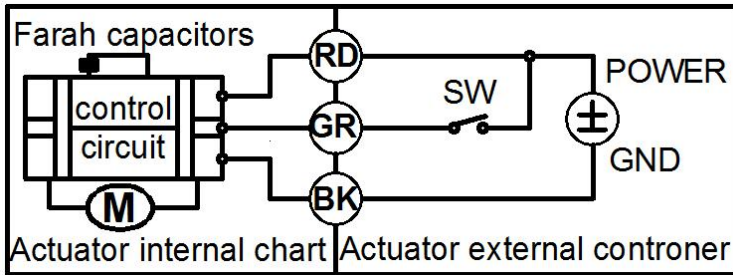 Farah capacitors
RD
POWER
control
SW
±
GR
circuit
GND
M
BK
Actuator internal chart
Actuator external controner